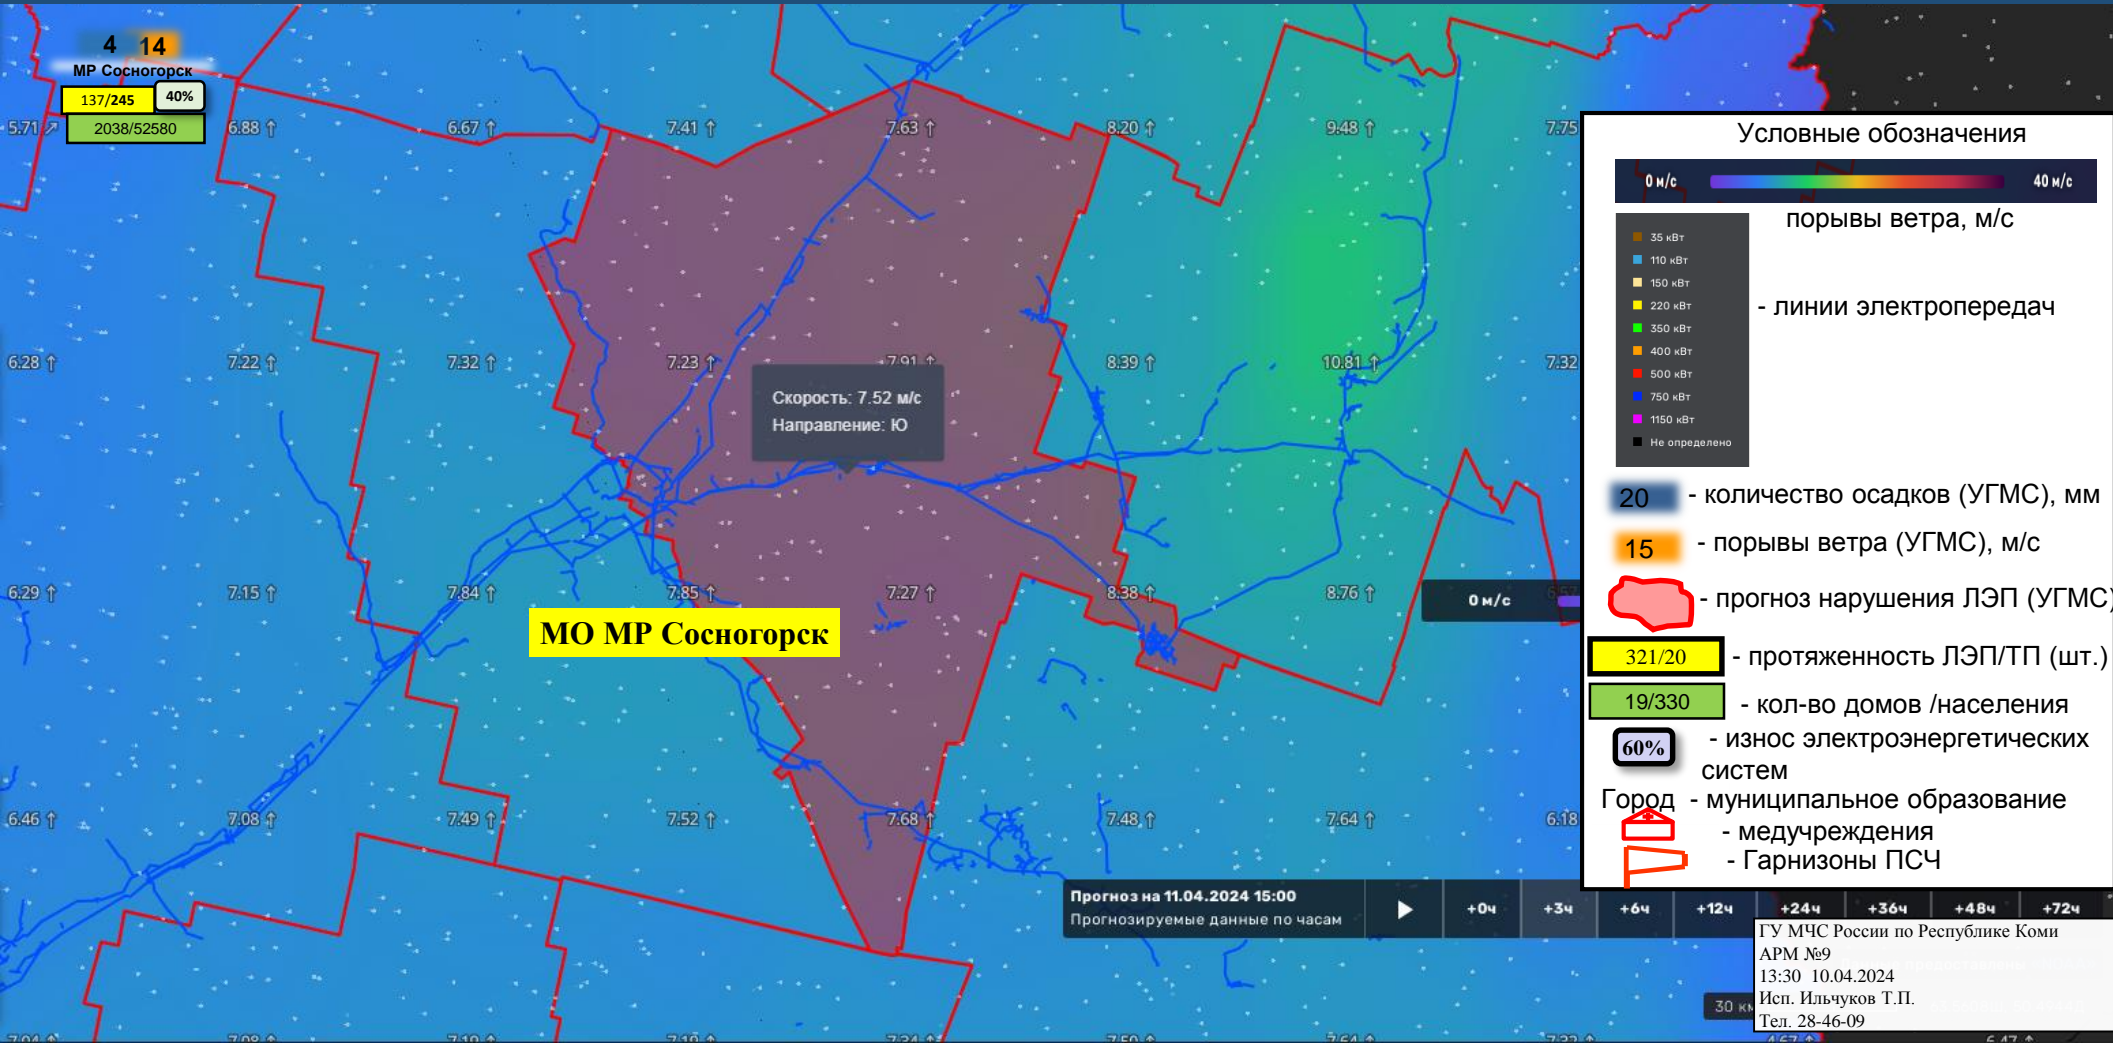 4 14
МР Сосногорск
137/245 40%
2038/52580
5.71 6.88 ↑ 6.67 ↑ 7.41 ↑ 7.63 ↑ 8.20 ↑ 9.48 ↑ 7.75
6.28 ↑ 7.22 ↑ 7.32 ↑ 7.23 ↑ 7.91 ↑ 8.39 ↑ 10.81 ↑ 7.32
Скорость: 7.52 м/с
Направление: Ю
6.29 ↑ 7.15 ↑ 7.84 ↑ 7.85 ↑ 7.27 ↑ 8.38 ↑ 8.76 ↑
0 м/с
МО МР Сосногорск
6.46 ↑ 7.08 ↑ 7.49 ↑ 7.52 ↑ 7.68 ↑ 7.48 ↑ 7.64 ↑ 6.18
Условные обозначения
0 м/с 40 м/с
порывы ветра, м/с
35 кВт
110 кВт
150 кВт
220 кВт
350 кВт
400 кВт
500 кВт
750 кВт
1150 кВт
Не определено
- линии электропередач
20 - количество осадков (УГМС), мм
15 - порывы ветра (УГМС), м/с
- прогноз нарушения ЛЭП (УГМС)
321/20 - протяженность ЛЭП/ТП (шт.)
19/330 - кол-во домов /населения
60% - износ электроэнергетических
систем
Город - муниципальное образование
- медучреждения
- Гарнизоны ПСЧ
Прогноз на 11.04.2024 15:00
Прогнозируемые данные по часам
+0ч +3ч +6ч +12ч +24ч +36ч +48ч +72ч
ГУ МЧС России по Республике Коми
АРМ №9
13:30 10.04.2024
Исп. Ильчуков Т.П.
Тел. 28-46-09
30 км